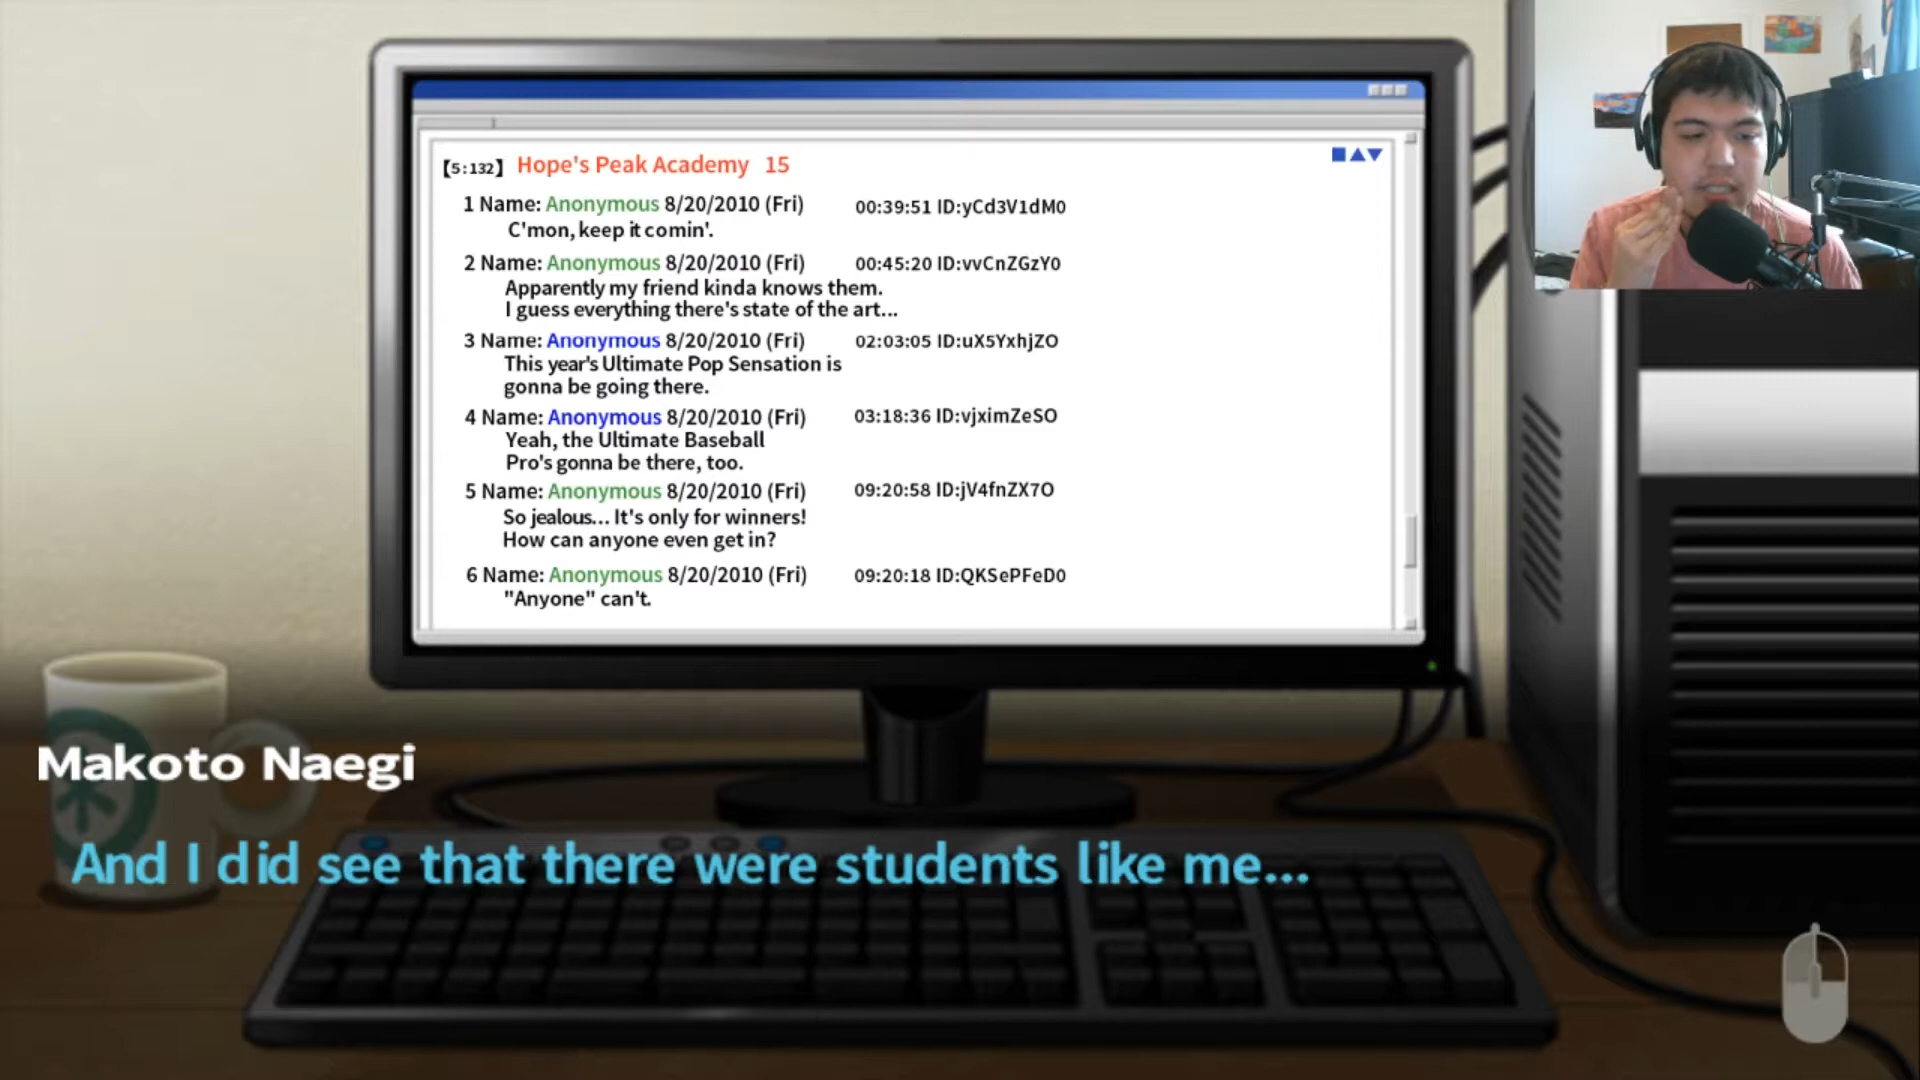 【5:132】 Hope's Peak Academy 15
1 Name: Anonymous 8/20/2010 (Fri) 00:39:51 ID:yCd3V1dM0
C'mon, keep it comin'.
2 Name: Anonymous 8/20/2010 (Fri) 00:45:20 ID:vvCnZGzY0
Apparently my friend kinda knows them.
I guess everything there's state of the art...
3 Name: Anonymous 8/20/2010 (Fri) 02:03:05 ID:uX5YxhjZO
This year's Ultimate Pop Sensation is
gonna be going there.
4 Name: Anonymous 8/20/2010 (Fri) 03:18:36 ID:vjximZeSO
Yeah, the Ultimate Baseball
Pro's gonna be there, too.
5 Name: Anonymous 8/20/2010 (Fri) 09:20:58 ID:jV4fnZX7O
So jealous... It's only for winners!
How can anyone even get in?
6 Name: Anonymous 8/20/2010 (Fri) 09:20:18 ID:QKSePFeD0
"Anyone" can't.
Makoto Naegi
And I did see that there were students like me...